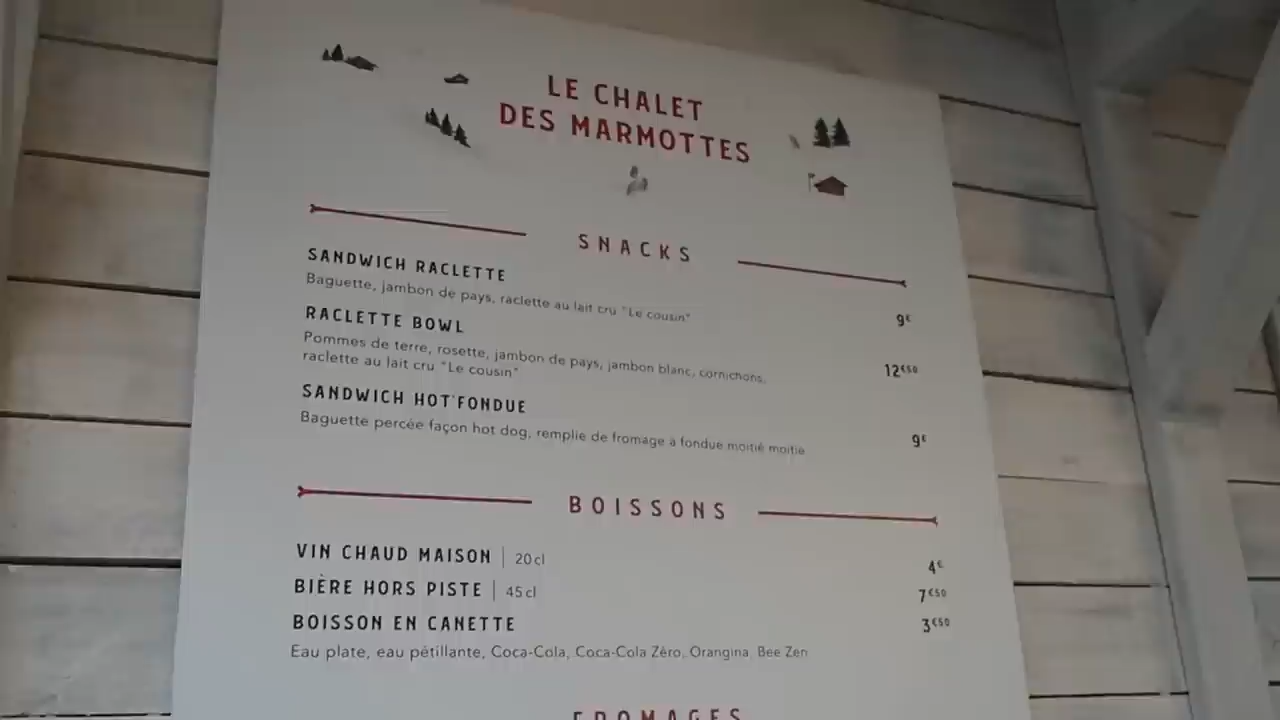 LE CHALET
DES MARMOTTES
SNACKS
SANDWICH RACLETTE
Baguette, jambon de pays, raclette au lait cru "Le cousin"
9€
RACLETTE BOWL
Pommes de terre, rosette, jambon de pays, jambon blanc, cornichons,
raclette au lait cru "Le cousin"
12€50
SANDWICH HOT'FONDUE
Baguette percée façon hot dog, remplie de fromage à fondue moitié moitié
9€
BOISSONS
VIN CHAUD MAISON | 20cl 4€
BIÈRE HORS PISTE | 45cl 7€50
BOISSON EN CANETTE 3€50
Eau plate, eau pétillante, Coca-Cola, Coca-Cola Zéro, Orangina, Bee Zen
FROMAGES